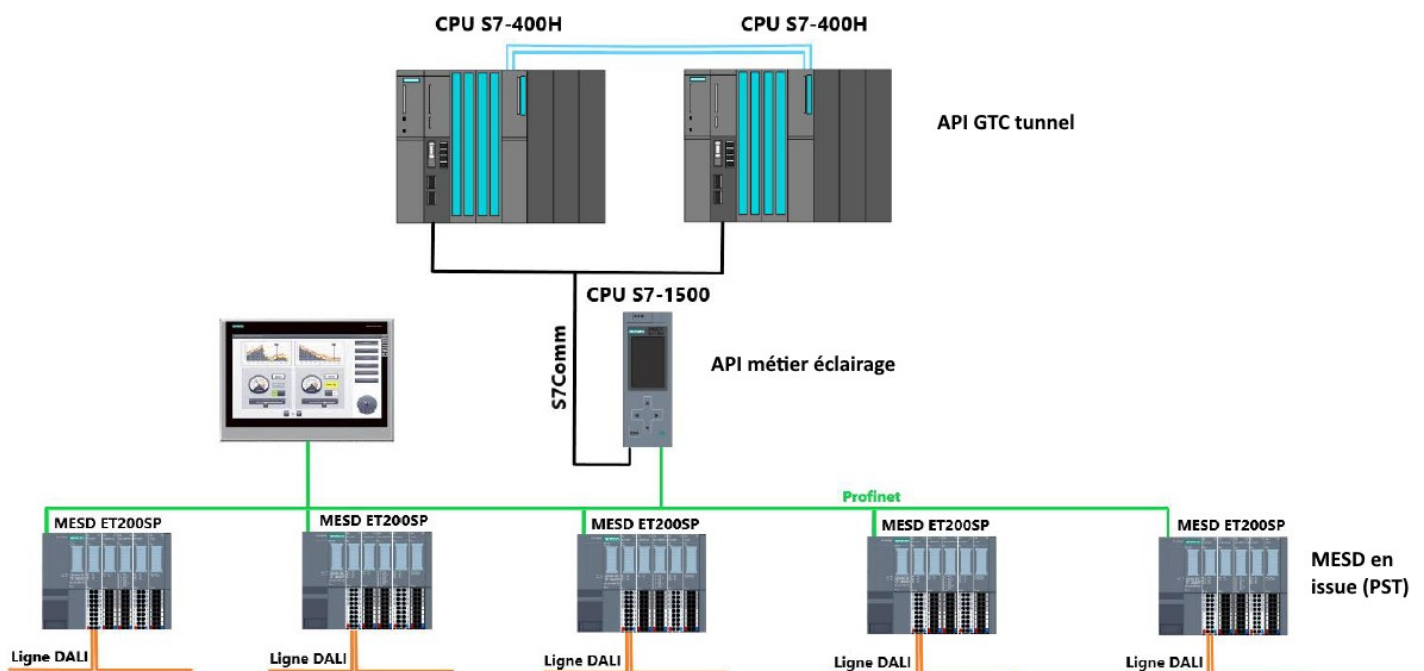 CPU S7-400H
CPU S7-400H
API GTC tunnel
CPU S7-1500
S7Comm
API métier éclairage
Profinet
MESD ET200SP
MESD ET200SP
MESD ET200SP
MESD ET200SP
MESD ET200SP
MESD en
issue (PST)
Ligne DALI
Ligne DALI
Ligne DALI
Ligne DALI
Ligne DALI